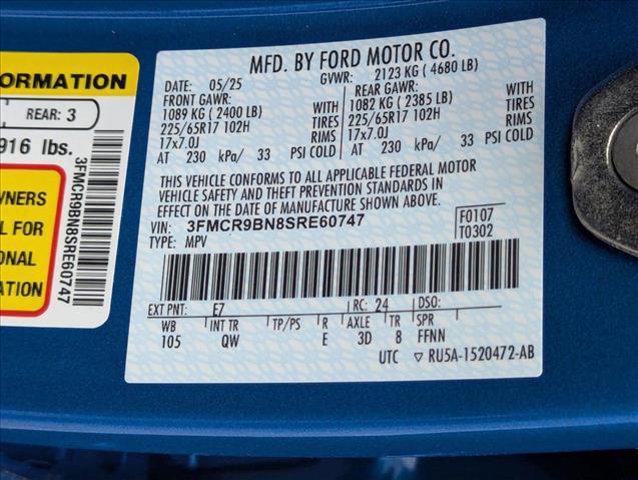 ORMATION
REAR: 3
916 lbs.
WNERS
L FOR
ONAL
ATION
3FMCR9BN8SRE60747
MFD. BY FORD MOTOR CO.
DATE: 05/25 GVWR: 2123 KG ( 4680 LB)
FRONT GAWR: REAR GAWR:
1089 KG ( 2400 LB) WITH 1082 KG ( 2385 LB) WITH
225/65R17 102H TIRES 225/65R17 102H TIRES
17x7.0J RIMS 17x7.0J RIMS
AT 230 kPa/ 33 PSI COLD AT 230 kPa/ 33 PSI COLD
THIS VEHICLE CONFORMS TO ALL APPLICABLE FEDERAL MOTOR
VEHICLE SAFETY AND THEFT PREVENTION STANDARDS IN
EFFECT ON THE DATE OF MANUFACTURE SHOWN ABOVE.
VIN: 3FMCR9BN8SRE60747 F0107
TYPE: MPV T0302
EXT PNT: E7 RC: 24 DSO:
WB INT TR TP/PS R AXLE TR SPR
105 QW E 3D 8 FFNN
UTC ▽ RU5A-1520472-AB